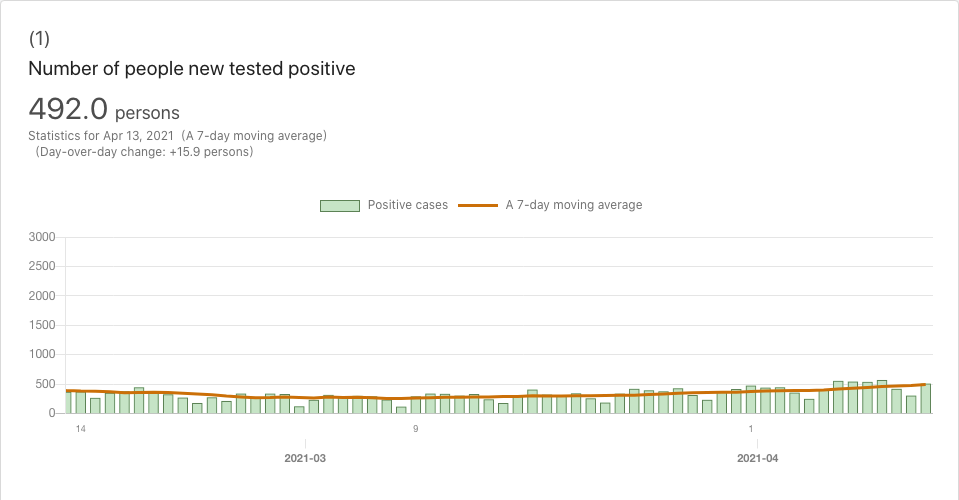 (1)
Number of people new tested positive
492.0 persons
Statistics for Apr 13, 2021 (A 7-day moving average)
(Day-over-day change: +15.9 persons)
Positive cases A 7-day moving average
3000
2500
2000
1500
1000
500
0
14 9 1
2021-03 2021-04